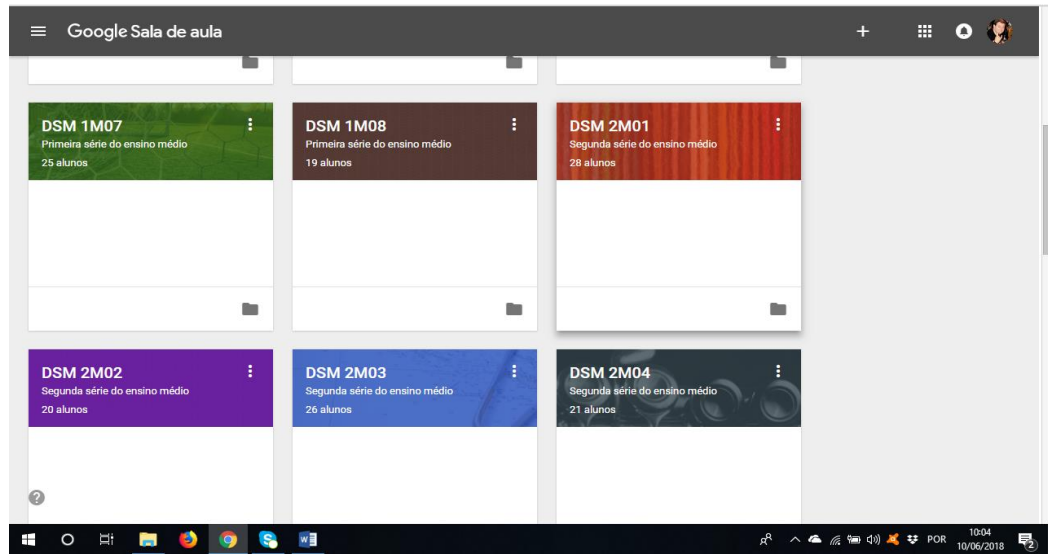 Google Sala de aula
DSM 1M07
Primeira série do ensino médio
25 alunos
DSM 1M08
Primeira série do ensino médio
19 alunos
DSM 2M01
Segunda série do ensino médio
28 alunos
DSM 2M02
Segunda série do ensino médio
20 alunos
DSM 2M03
Segunda série do ensino médio
26 alunos
DSM 2M04
Segunda série do ensino médio
21 alunos
POR
10:04
10/06/2018
2